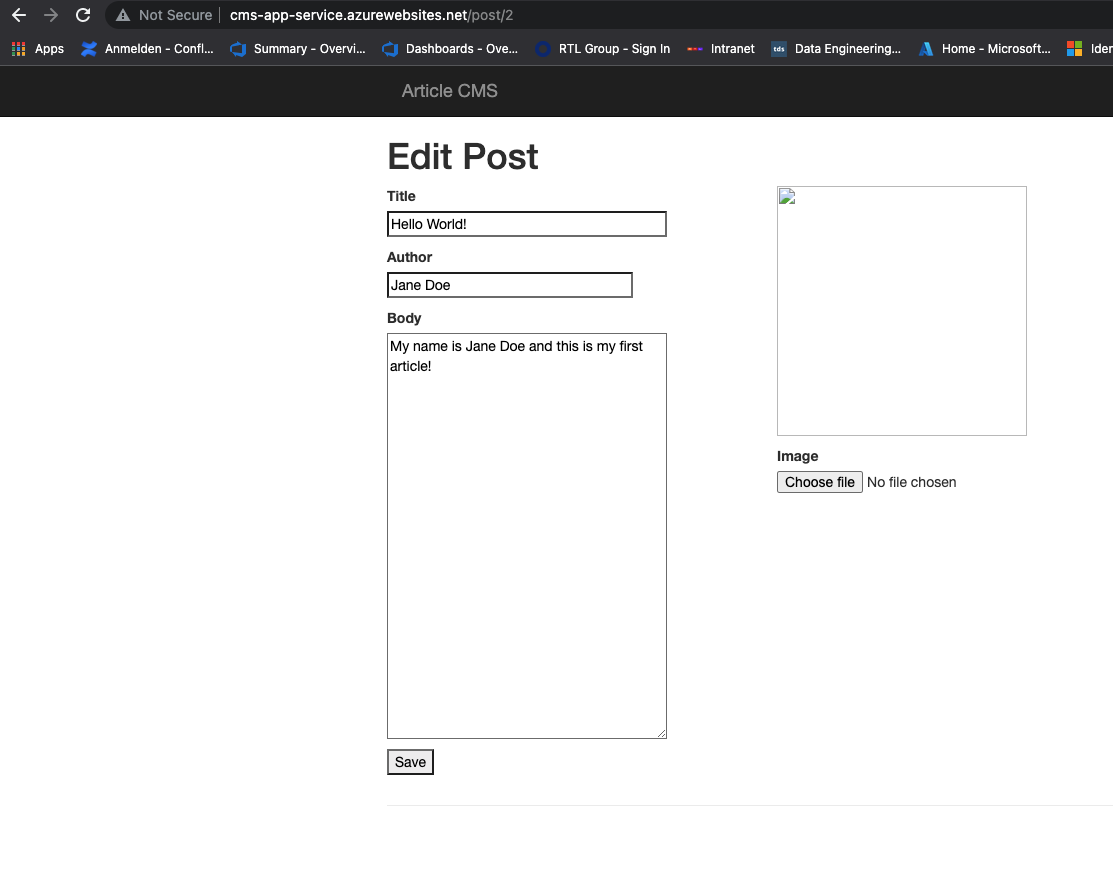 Not Secure cms-app-service.azurewebsites.net/post/2
Apps Anmelden - Confl... Summary - Overvi... Dashboards - Ove... RTL Group - Sign In Intranet tds Data Engineering... Home - Microsoft... Iden
Article CMS
Edit Post
Title
Hello World!
Author
Jane Doe
Body
My name is Jane Doe and this is my first
article!
Image
Choose file No file chosen
Save